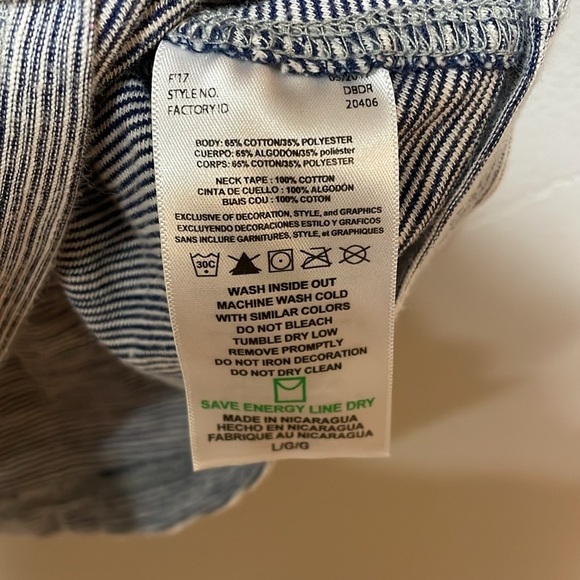 F'17
STYLE NO. DBDR
FACTORY ID 20406
BODY: 65% COTTON/35% POLYESTER
CUERPO: 65% ALGODÓN/35% poliéster
CORPS: 65% COTON/35% POLYESTER
NECK TAPE : 100% COTTON
CINTA DE CUELLO : 100% ALGODÓN
BIAIS COU : 100% COTON
EXCLUSIVE OF DECORATION, STYLE, and GRAPHICS
EXCLUYENDO DECORACIONES ESTILO Y GRAFICOS
SANS INCLURE GARNITURES, STYLE, et GRAPHIQUES
30C
WASH INSIDE OUT
MACHINE WASH COLD
WITH SIMILAR COLORS
DO NOT BLEACH
TUMBLE DRY LOW
REMOVE PROMPTLY
DO NOT IRON DECORATION
DO NOT DRY CLEAN
SAVE ENERGY LINE DRY
MADE IN NICARAGUA
HECHO EN NICARAGUA
FABRIQUE AU NICARAGUA
L/G/G